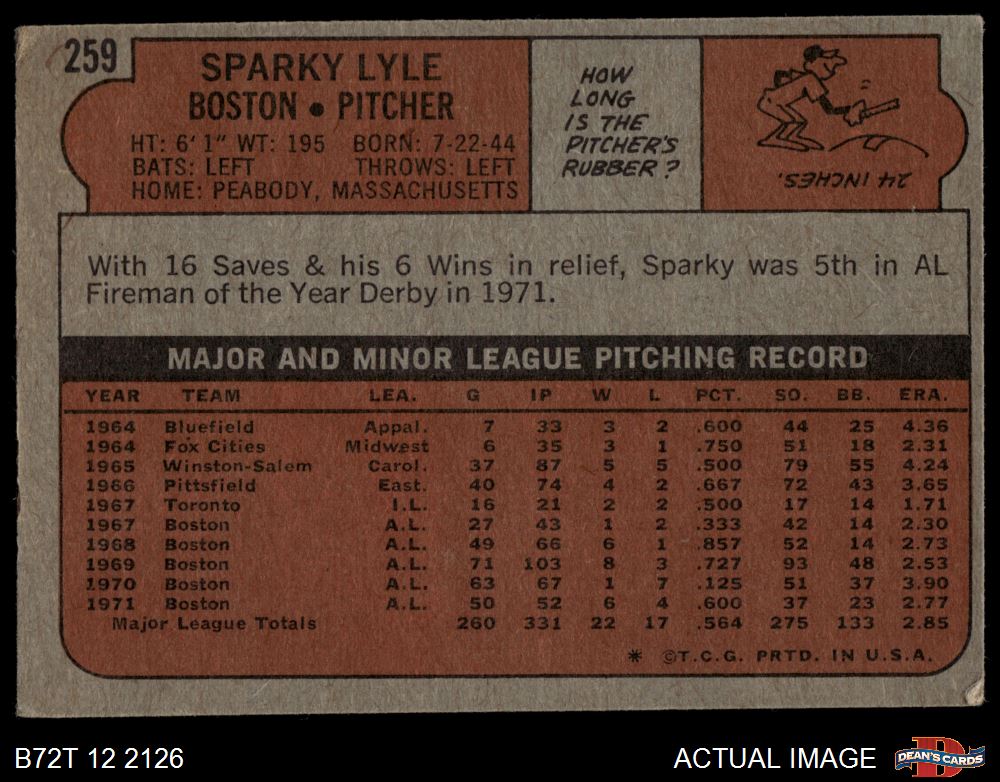 259
SPARKY LYLE
BOSTON • PITCHER
HT: 6'1" WT: 195 BORN: 7-22-44
BATS: LEFT THROWS: LEFT
HOME: PEABODY, MASSACHUSETTS
HOW
LONG
IS THE
PITCHER'S
RUBBER?
24 INCHES.
With 16 Saves & his 6 Wins in relief, Sparky was 5th in AL
Fireman of the Year Derby in 1971.
MAJOR AND MINOR LEAGUE PITCHING RECORD
YEAR TEAM LEA. G IP W L PCT. SO. BB. ERA.
1964 Bluefield Appal. 7 33 3 2 .600 44 25 4.36
1964 Fox Cities Midwest 6 35 3 1 .750 51 18 2.31
1965 Winston-Salem Carol. 37 87 5 5 .500 79 55 4.24
1966 Pittsfield East. 40 74 4 2 .667 72 43 3.65
1967 Toronto I.L. 16 21 2 2 .500 17 14 1.71
1967 Boston A.L. 27 43 1 2 .333 42 14 2.30
1968 Boston A.L. 49 66 6 1 .857 52 14 2.73
1969 Boston A.L. 71 103 8 3 .727 93 48 2.53
1970 Boston A.L. 63 67 1 7 .125 51 37 3.90
1971 Boston A.L. 50 52 6 4 .600 37 23 2.77
Major League Totals 260 331 22 17 .564 275 133 2.85
* ©T.C.G. PRTD. IN U.S.A.
B72T 12 2126
ACTUAL IMAGE
D
DEAN'S CARDS